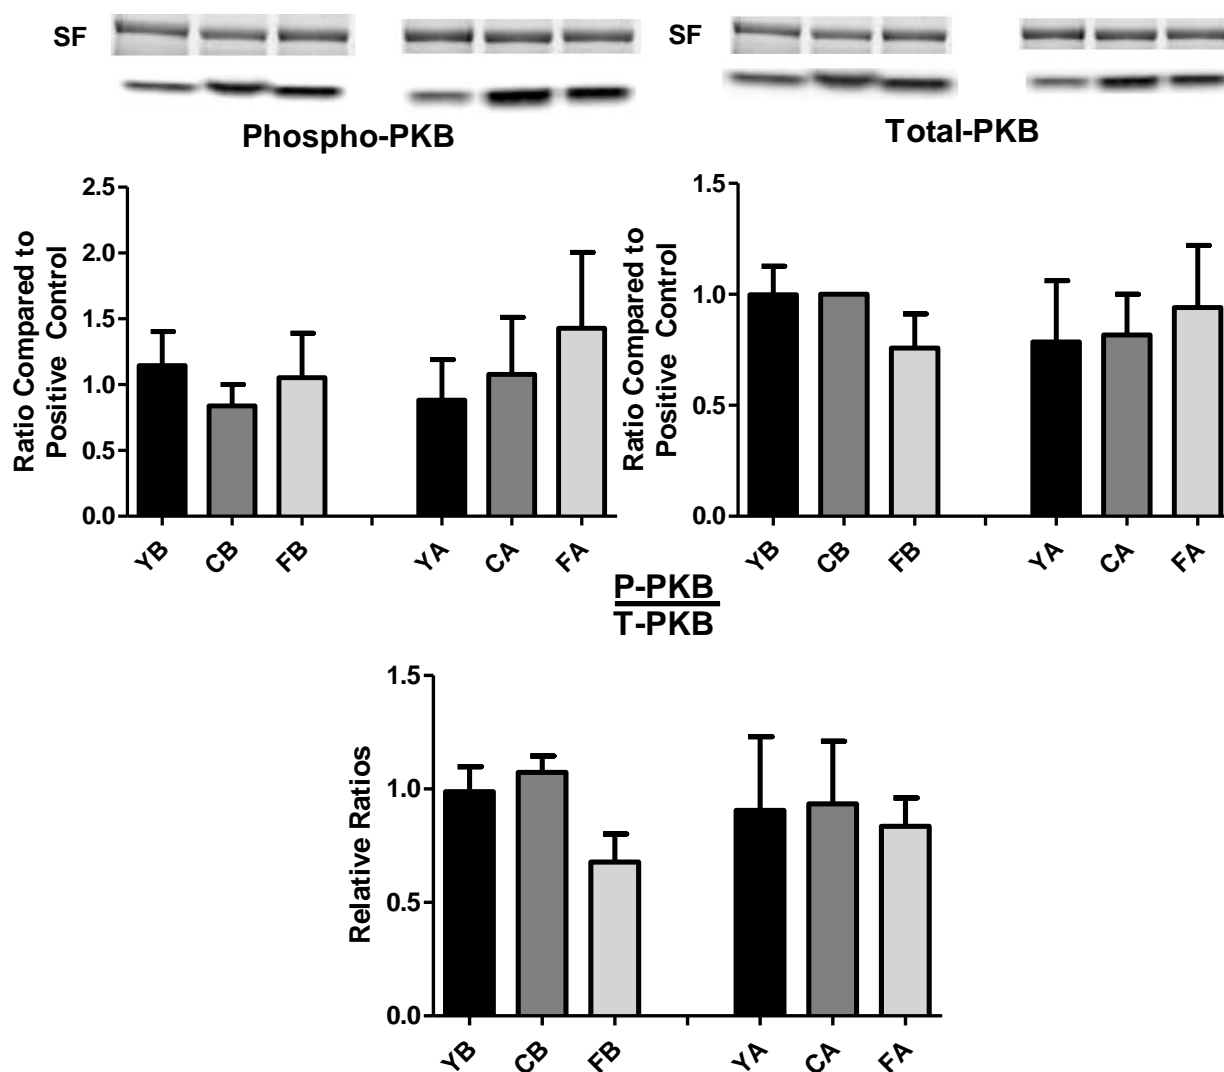 SF
SF
Phospho-PKB
Total-PKB
Ratio Compared to
Positive Control
2.5
2.0
1.5
1.0
0.5
0.0
YB
CB
FB
YA
CA
FA
Ratio Compared to
Positive Control
1.5
1.0
0.5
0.0
YB
CB
FB
YA
CA
FA
P-PKB
T-PKB
Relative Ratios
1.5
1.0
0.5
0.0
YB
CB
FB
YA
CA
FA